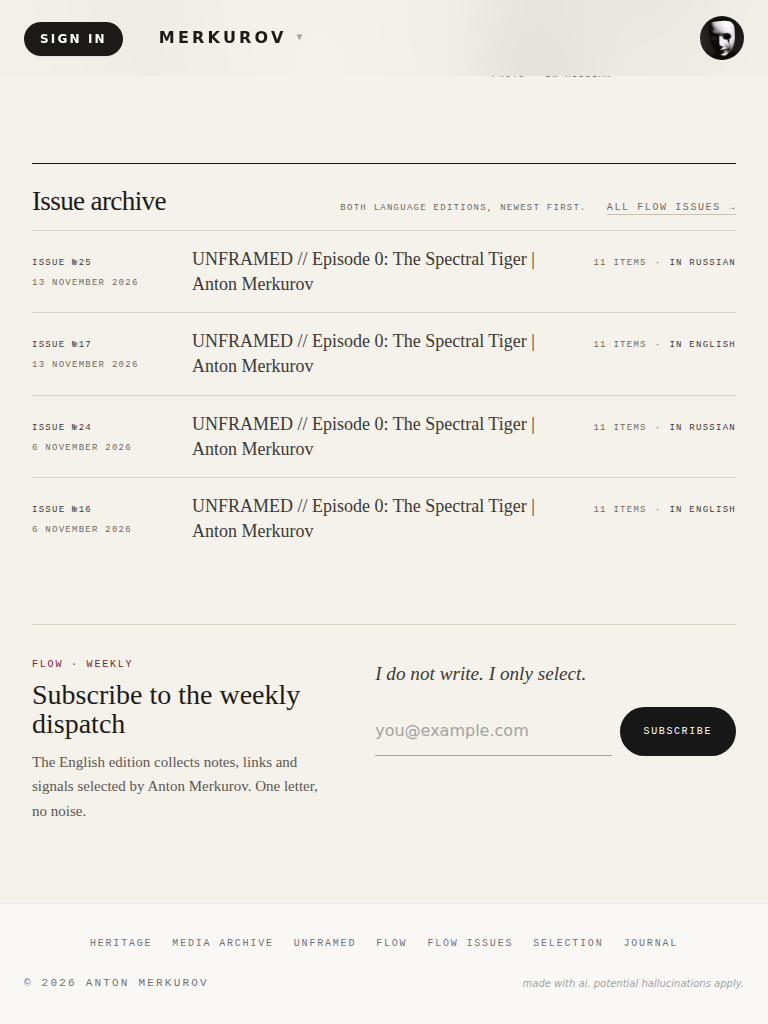 SIGN IN
MERKUROV ▼
Issue archive
BOTH LANGUAGE EDITIONS, NEWEST FIRST.
ALL FLOW ISSUES →
ISSUE №25
13 NOVEMBER 2026
UNFRAMED // Episode 0: The Spectral Tiger |
Anton Merkurov
11 ITEMS · IN RUSSIAN
ISSUE №17
13 NOVEMBER 2026
UNFRAMED // Episode 0: The Spectral Tiger |
Anton Merkurov
11 ITEMS · IN ENGLISH
ISSUE №24
6 NOVEMBER 2026
UNFRAMED // Episode 0: The Spectral Tiger |
Anton Merkurov
11 ITEMS · IN RUSSIAN
ISSUE №16
6 NOVEMBER 2026
UNFRAMED // Episode 0: The Spectral Tiger |
Anton Merkurov
11 ITEMS · IN ENGLISH
FLOW · WEEKLY
Subscribe to the weekly
dispatch
The English edition collects notes, links and
signals selected by Anton Merkurov. One letter,
no noise.
I do not write. I only select.
you@example.com
SUBSCRIBE
HERITAGE MEDIA ARCHIVE UNFRAMED FLOW FLOW ISSUES SELECTION JOURNAL
© 2026 ANTON MERKUROV
made with ai. potential hallucinations apply.